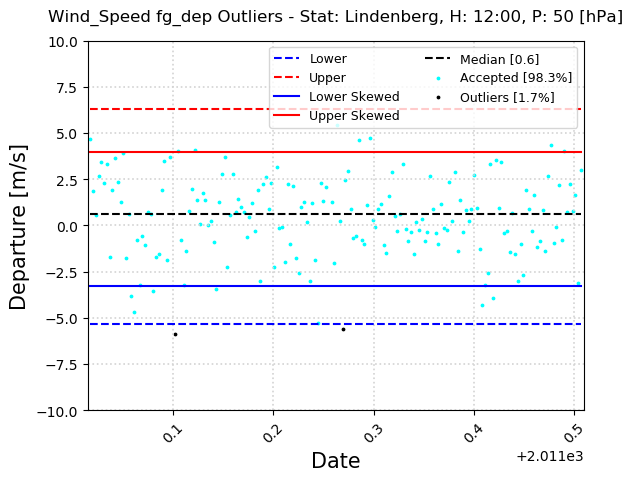 Wind_Speed fg_dep Outliers - Stat: Lindenberg, H: 12:00, P: 50 [hPa]
Lower
Upper
Lower Skewed
Upper Skewed
Median [0.6]
Accepted [98.3%]
Outliers [1.7%]
Departure [m/s]
10.0
7.5
5.0
2.5
0.0
−2.5
−5.0
−7.5
−10.0
0.1
0.2
0.3
0.4
0.5
+2.011e3
Date